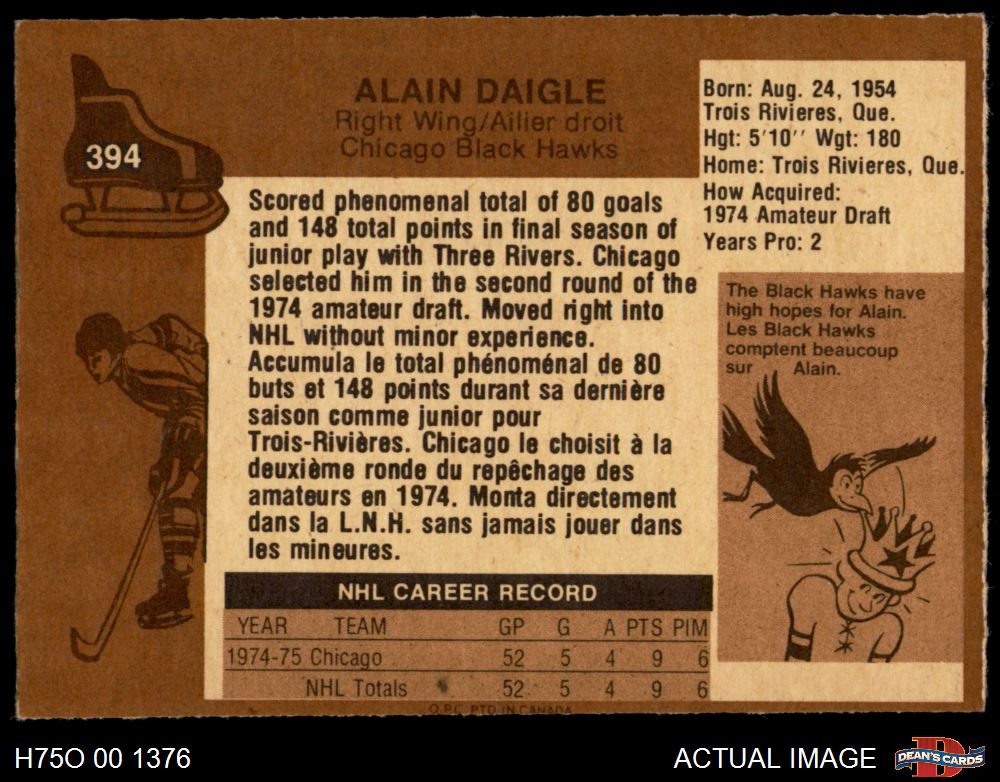 394
ALAIN DAIGLE
Right Wing/Ailier droit
Chicago Black Hawks
Born: Aug. 24, 1954
Trois Rivieres, Que.
Hgt: 5'10'' Wgt: 180
Home: Trois Rivieres, Que.
How Acquired:
1974 Amateur Draft
Years Pro: 2
Scored phenomenal total of 80 goals
and 148 total points in final season of
junior play with Three Rivers. Chicago
selected him in the second round of the
1974 amateur draft. Moved right into
NHL without minor experience.
Accumula le total phénoménal de 80
buts et 148 points durant sa dernière
saison comme junior pour
Trois-Rivières. Chicago le choisit à la
deuxième ronde du repêchage des
amateurs en 1974. Monta directement
dans la L.N.H. sans jamais jouer dans
les mineures.
The Black Hawks have
high hopes for Alain.
Les Black Hawks
comptent beaucoup
sur Alain.
NHL CAREER RECORD
YEAR TEAM GP G A PTS PIM
1974-75 Chicago 52 5 4 9 6
NHL Totals 52 5 4 9 6
O.P.C. PTD. IN CANADA
H75O 00 1376
ACTUAL IMAGE
DEAN'S CARDS